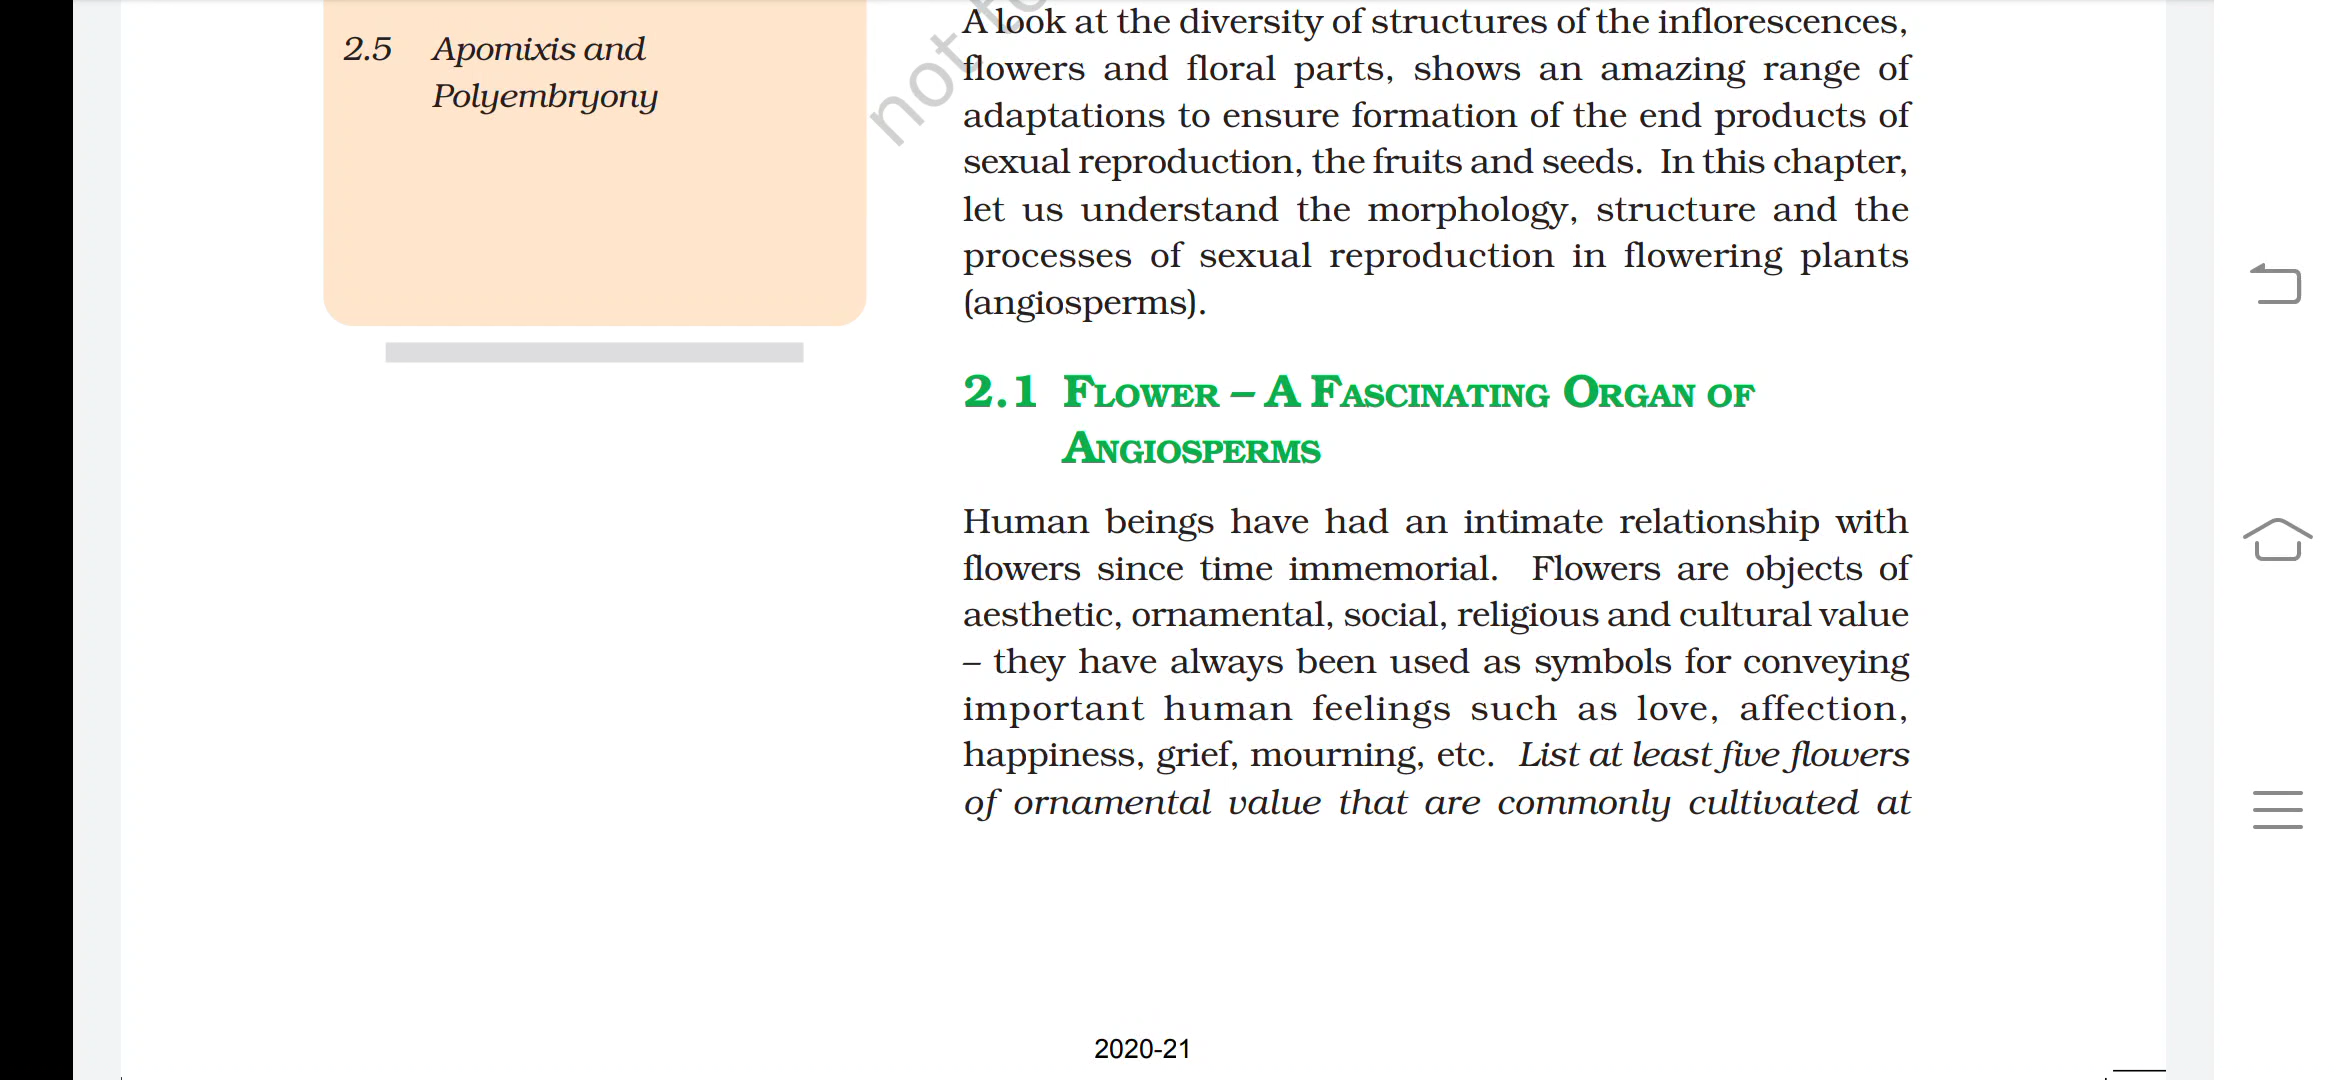 2.5 Apomixis and
Polyembryony
not
A look at the diversity of structures of the inflorescences,
flowers and floral parts, shows an amazing range of
adaptations to ensure formation of the end products of
sexual reproduction, the fruits and seeds. In this chapter,
let us understand the morphology, structure and the
processes of sexual reproduction in flowering plants
(angiosperms).
2.1 FLOWER – A FASCINATING ORGAN OF
ANGIOSPERMS
Human beings have had an intimate relationship with
flowers since time immemorial. Flowers are objects of
aesthetic, ornamental, social, religious and cultural value
– they have always been used as symbols for conveying
important human feelings such as love, affection,
happiness, grief, mourning, etc. List at least five flowers
of ornamental value that are commonly cultivated at
2020-21